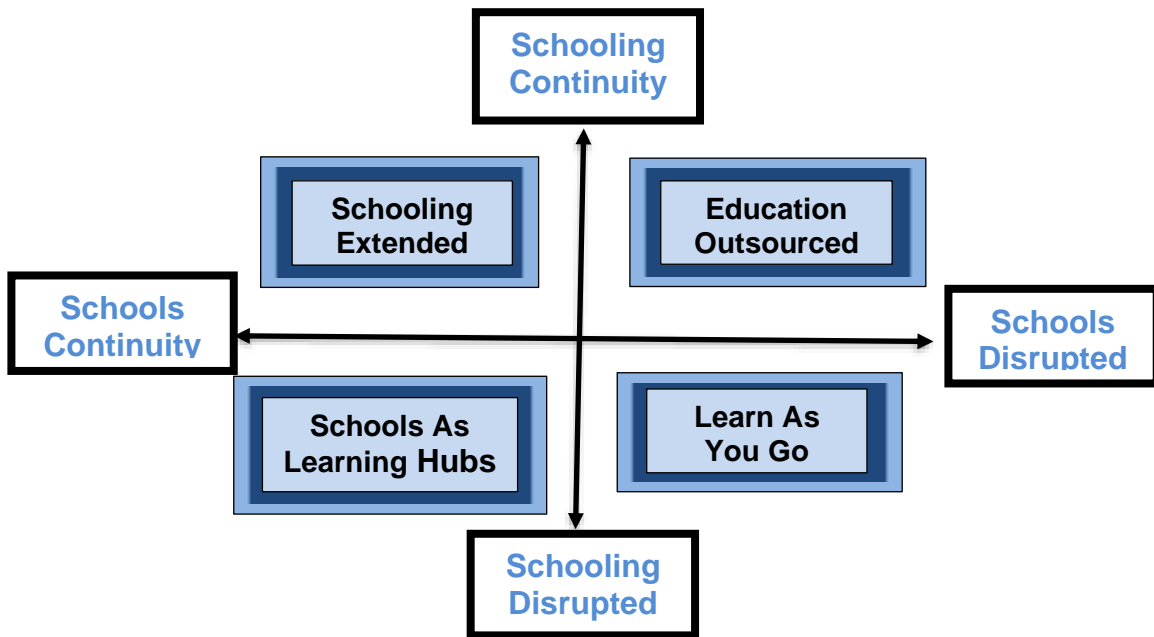 Schooling
Continuity
Schooling
Extended
Education
Outsourced
Schools
Continuity
Schools
Disrupted
Schools As
Learning Hubs
Learn As
You Go
Schooling
Disrupted